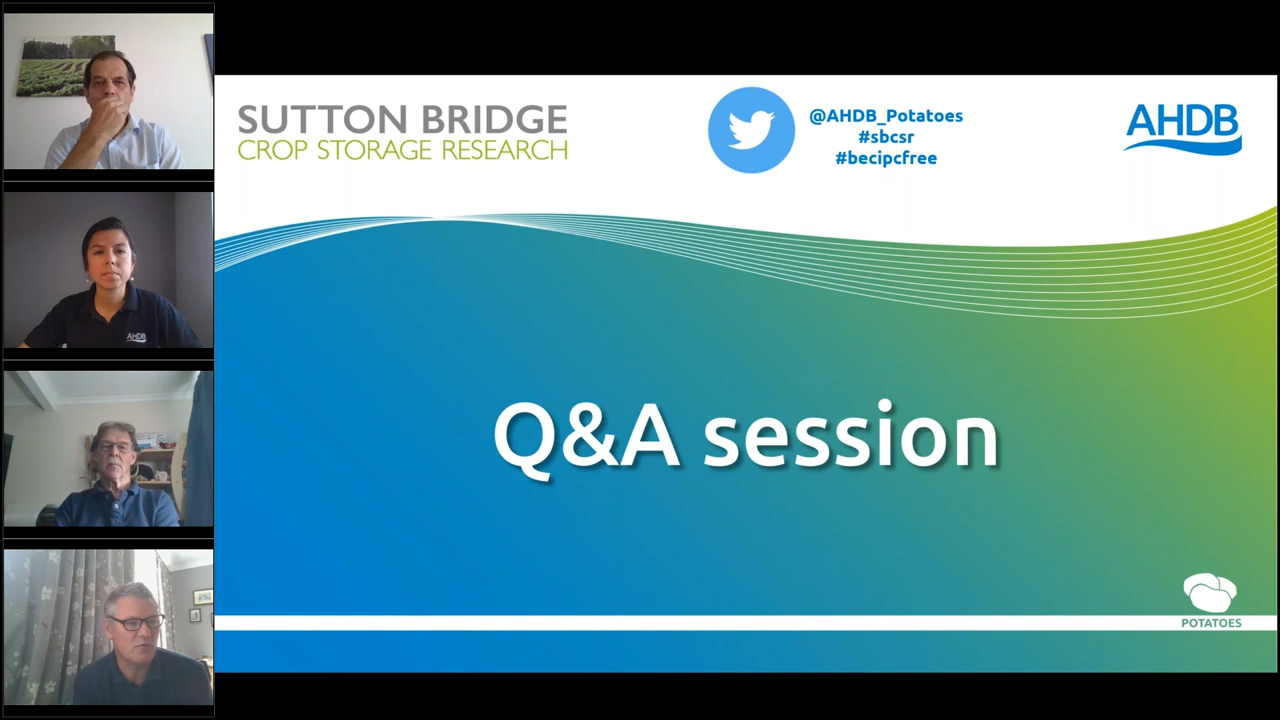 SUTTON BRIDGE
CROP STORAGE RESEARCH
@AHDB_Potatoes
#sbcsr
#becipcfree
AHDB
Q&A session
POTATOES
AHDB